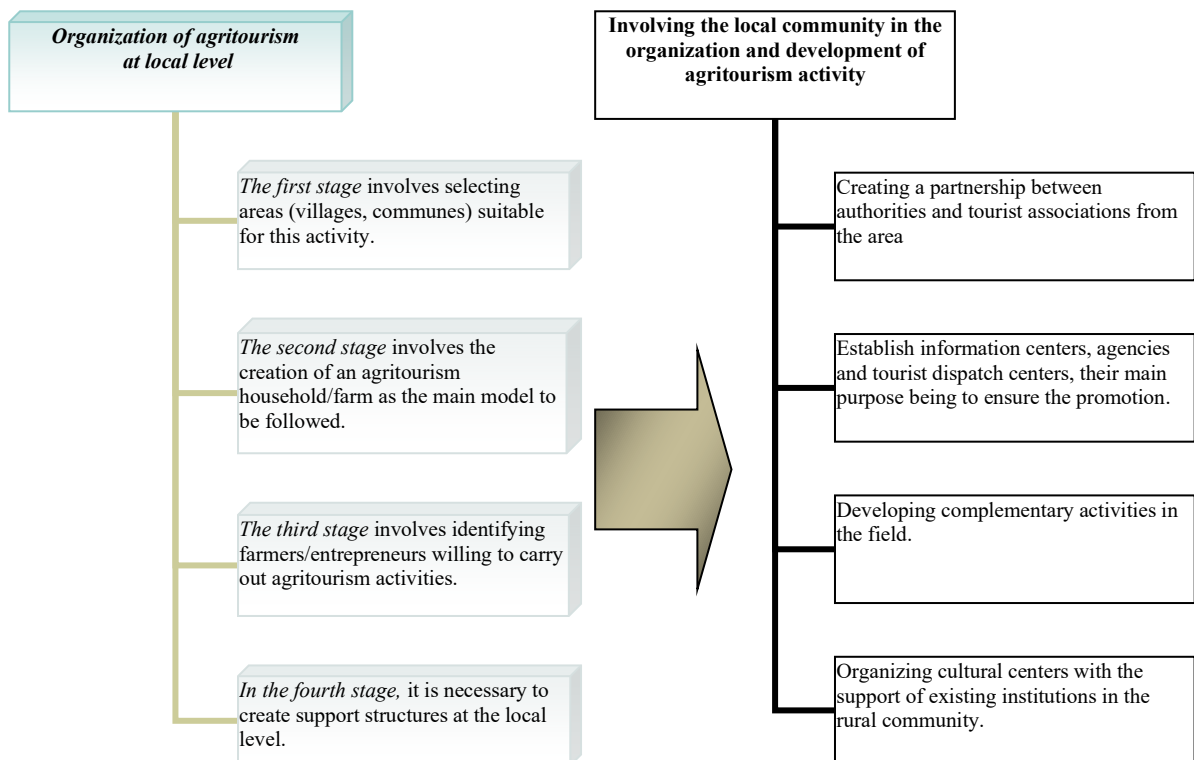 Organization of agritourism
at local level
The first stage involves selecting
areas (villages, communes) suitable
for this activity.
The second stage involves the
creation of an agritourism
household/farm as the main model to
be followed.
The third stage involves identifying
farmers/entrepreneurs willing to carry
out agritourism activities.
In the fourth stage, it is necessary to
create support structures at the local
level.
Involving the local community in the
organization and development of
agritourism activity
Creating a partnership between
authorities and tourist associations from
the area
Establish information centers, agencies
and tourist dispatch centers, their main
purpose being to ensure the promotion.
Developing complementary activities in
the field.
Organizing cultural centers with the
support of existing institutions in the
rural community.